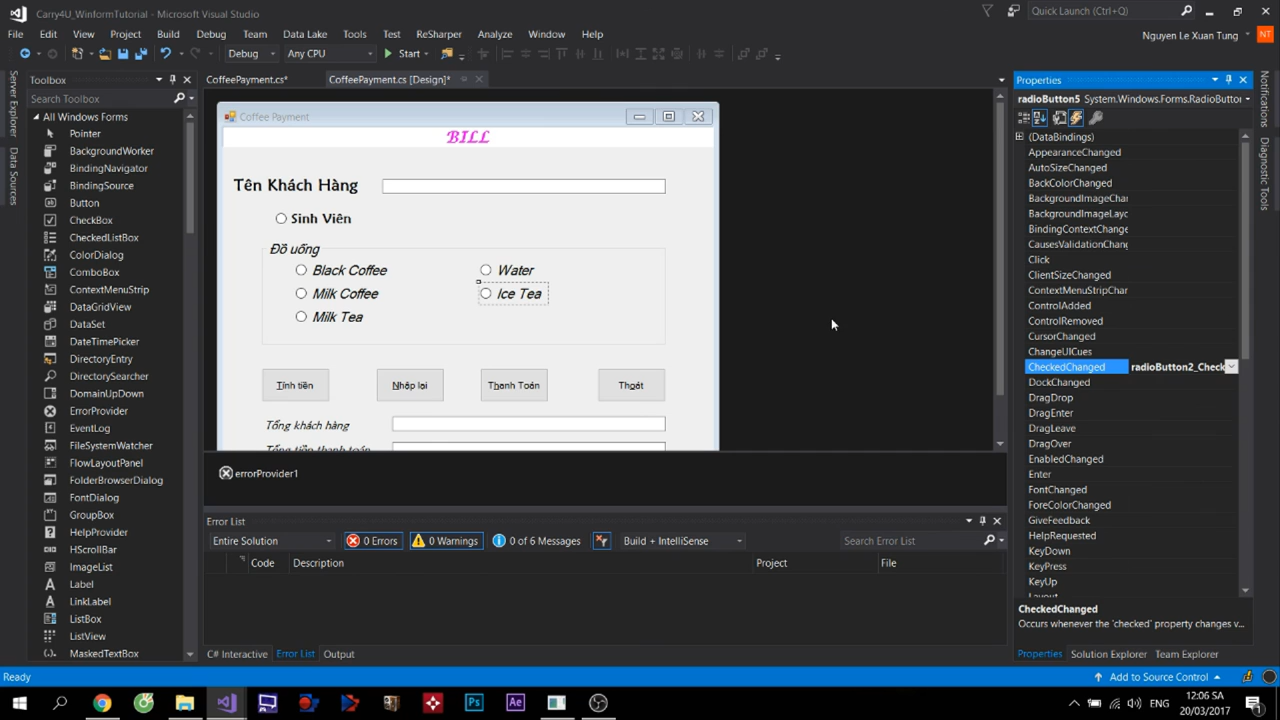 Carry4U_WinformTutorial - Microsoft Visual Studio
Quick Launch (Ctrl+Q)
File Edit View Project Build Debug Team Data Lake Tools Test ReSharper Analyze Window Help
Nguyen Le Xuan Tung NT
Debug Any CPU Start
Server Explorer
Data Sources
Toolbox
Search Toolbox
All Windows Forms
Pointer
BackgroundWorker
BindingNavigator
BindingSource
Button
CheckBox
CheckedListBox
ColorDialog
ComboBox
ContextMenuStrip
DataGridView
DataSet
DateTimePicker
DirectoryEntry
DirectorySearcher
DomainUpDown
ErrorProvider
EventLog
FileSystemWatcher
FlowLayoutPanel
FolderBrowserDialog
FontDialog
GroupBox
HelpProvider
HScrollBar
ImageList
Label
LinkLabel
ListBox
ListView
MaskedTextBox
CoffeePayment.cs* CoffeePayment.cs [Design]*
Coffee Payment
BILL
Tên Khách Hàng
Sinh Viên
Đồ uống
Black Coffee Water
Milk Coffee Ice Tea
Milk Tea
Tính tiền Nhập lại Thanh Toán Thoát
Tổng khách hàng
Tổng tiền thanh toán
errorProvider1
Error List
Entire Solution 0 Errors 0 Warnings 0 of 6 Messages Build + IntelliSense Search Error List
Code Description Project File
C# Interactive Error List Output
Properties
radioButton5 System.Windows.Forms.RadioButton
(DataBindings)
AppearanceChanged
AutoSizeChanged
BackColorChanged
BackgroundImageChan
BackgroundImageLayc
BindingContextChange
CausesValidationChang
Click
ClientSizeChanged
ContextMenuStripChar
ControlAdded
ControlRemoved
CursorChanged
ChangeUICues
CheckedChanged radioButton2_Check
DockChanged
DragDrop
DragEnter
DragLeave
DragOver
EnabledChanged
Enter
FontChanged
ForeColorChanged
GiveFeedback
HelpRequested
KeyDown
KeyPress
KeyUp
Layout
CheckedChanged
Occurs whenever the 'checked' property changes v...
Properties Solution Explorer Team Explorer
Notifications
Diagnostic Tools
Ready
Add to Source Control
ENG
12:06 SA
20/03/2017